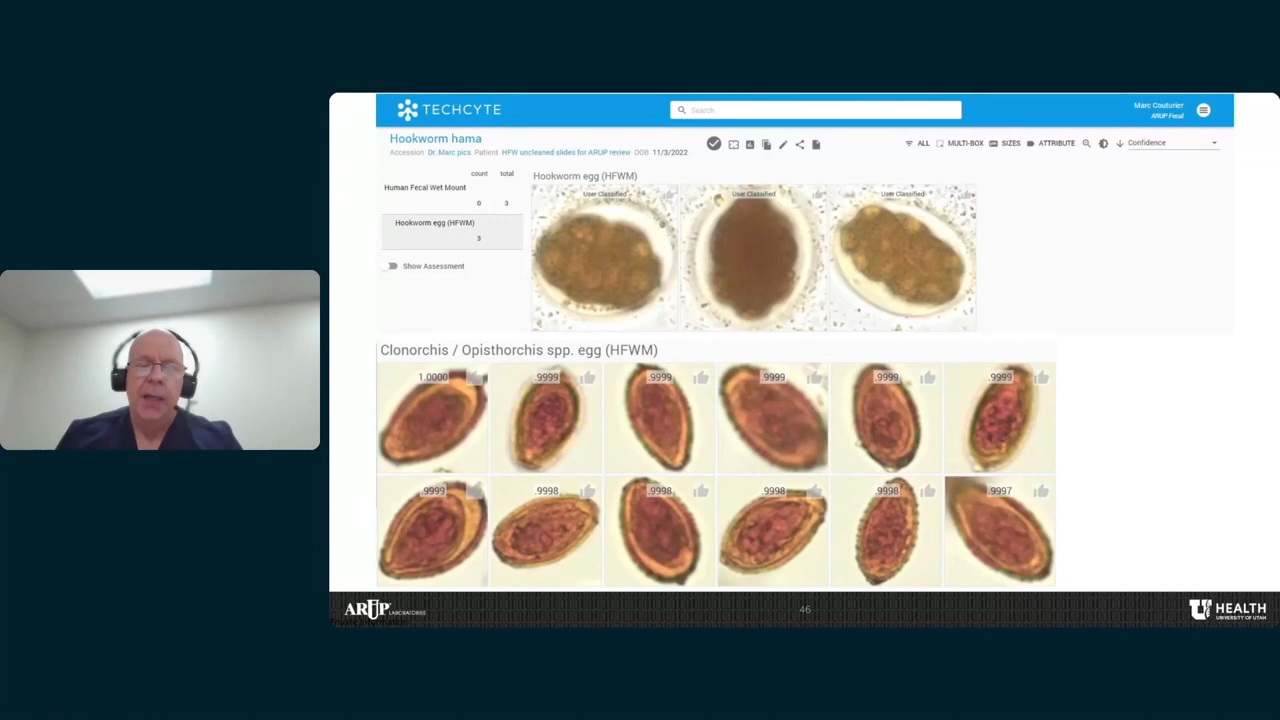 TECHCYTE
Search
Marc Couturier
ARUP Fecal
Hookworm hama
Accession Dr. Marc pics Patient HFW uncleaned slides for ARUP review DOB 11/3/2022
ALL MULTI-BOX SIZES ATTRIBUTE Confidence
count total
Human Fecal Wet Mount
0 3
Hookworm egg (HFWM)
3
Show Assessment
Hookworm egg (HFWM)
User Classified User Classified User Classified
Clonorchis / Opisthorchis spp. egg (HFWM)
1.0000 .9999 .9999 .9999 .9999 .9999
.9999 .9998 .9998 .9998 .9998 .9997
ARUP LABORATORIES
46
U HEALTH
UNIVERSITY OF UTAH
Private Information